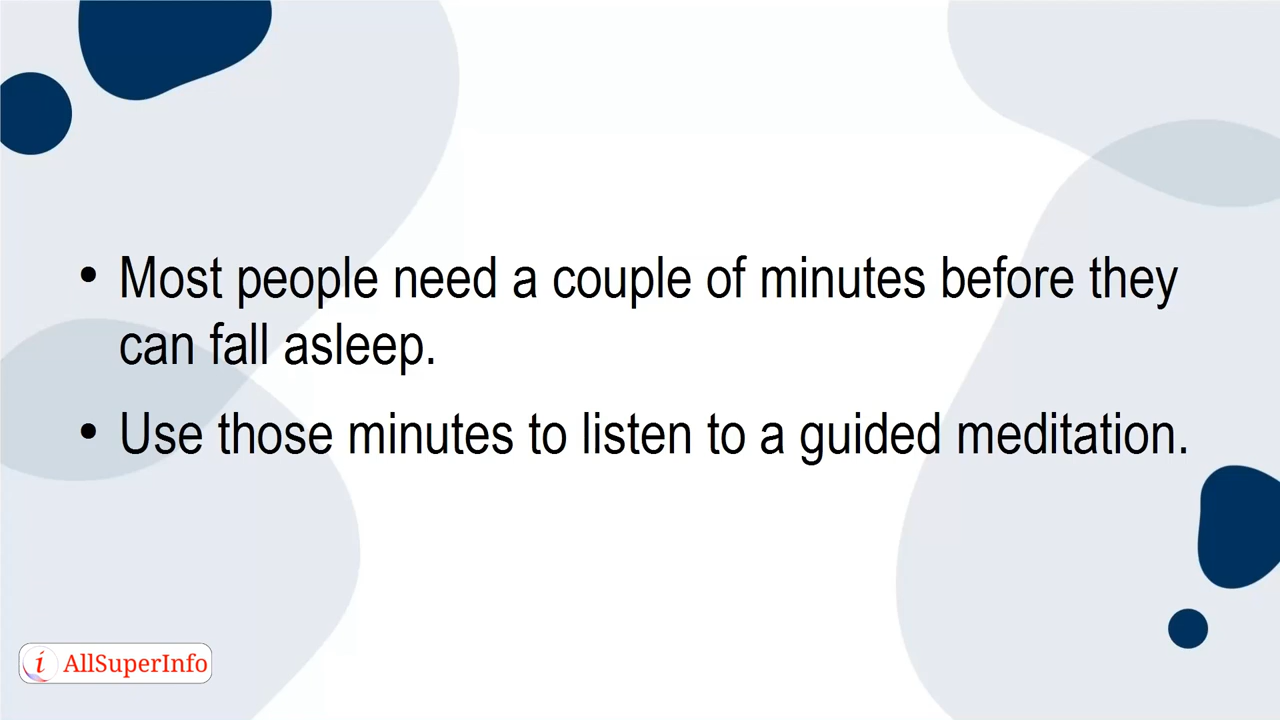 • Most people need a couple of minutes before they
can fall asleep.
• Use those minutes to listen to a guided meditation.
i AllSuperInfo